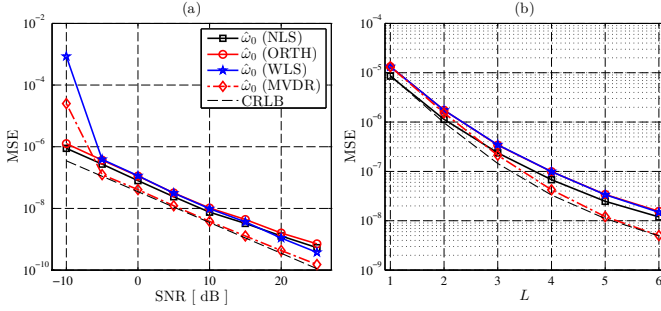 (a)
10⁻²
10⁻⁴
10⁻⁶
10⁻⁸
10⁻¹⁰
MSE
−10
0
10
20
SNR [ dB ]
ω̂₀ (NLS)
ω̂₀ (ORTH)
ω̂₀ (WLS)
ω̂₀ (MVDR)
CRLB
(b)
10⁻⁴
10⁻⁵
10⁻⁶
10⁻⁷
10⁻⁸
10⁻⁹
MSE
1
2
3
4
5
6
L